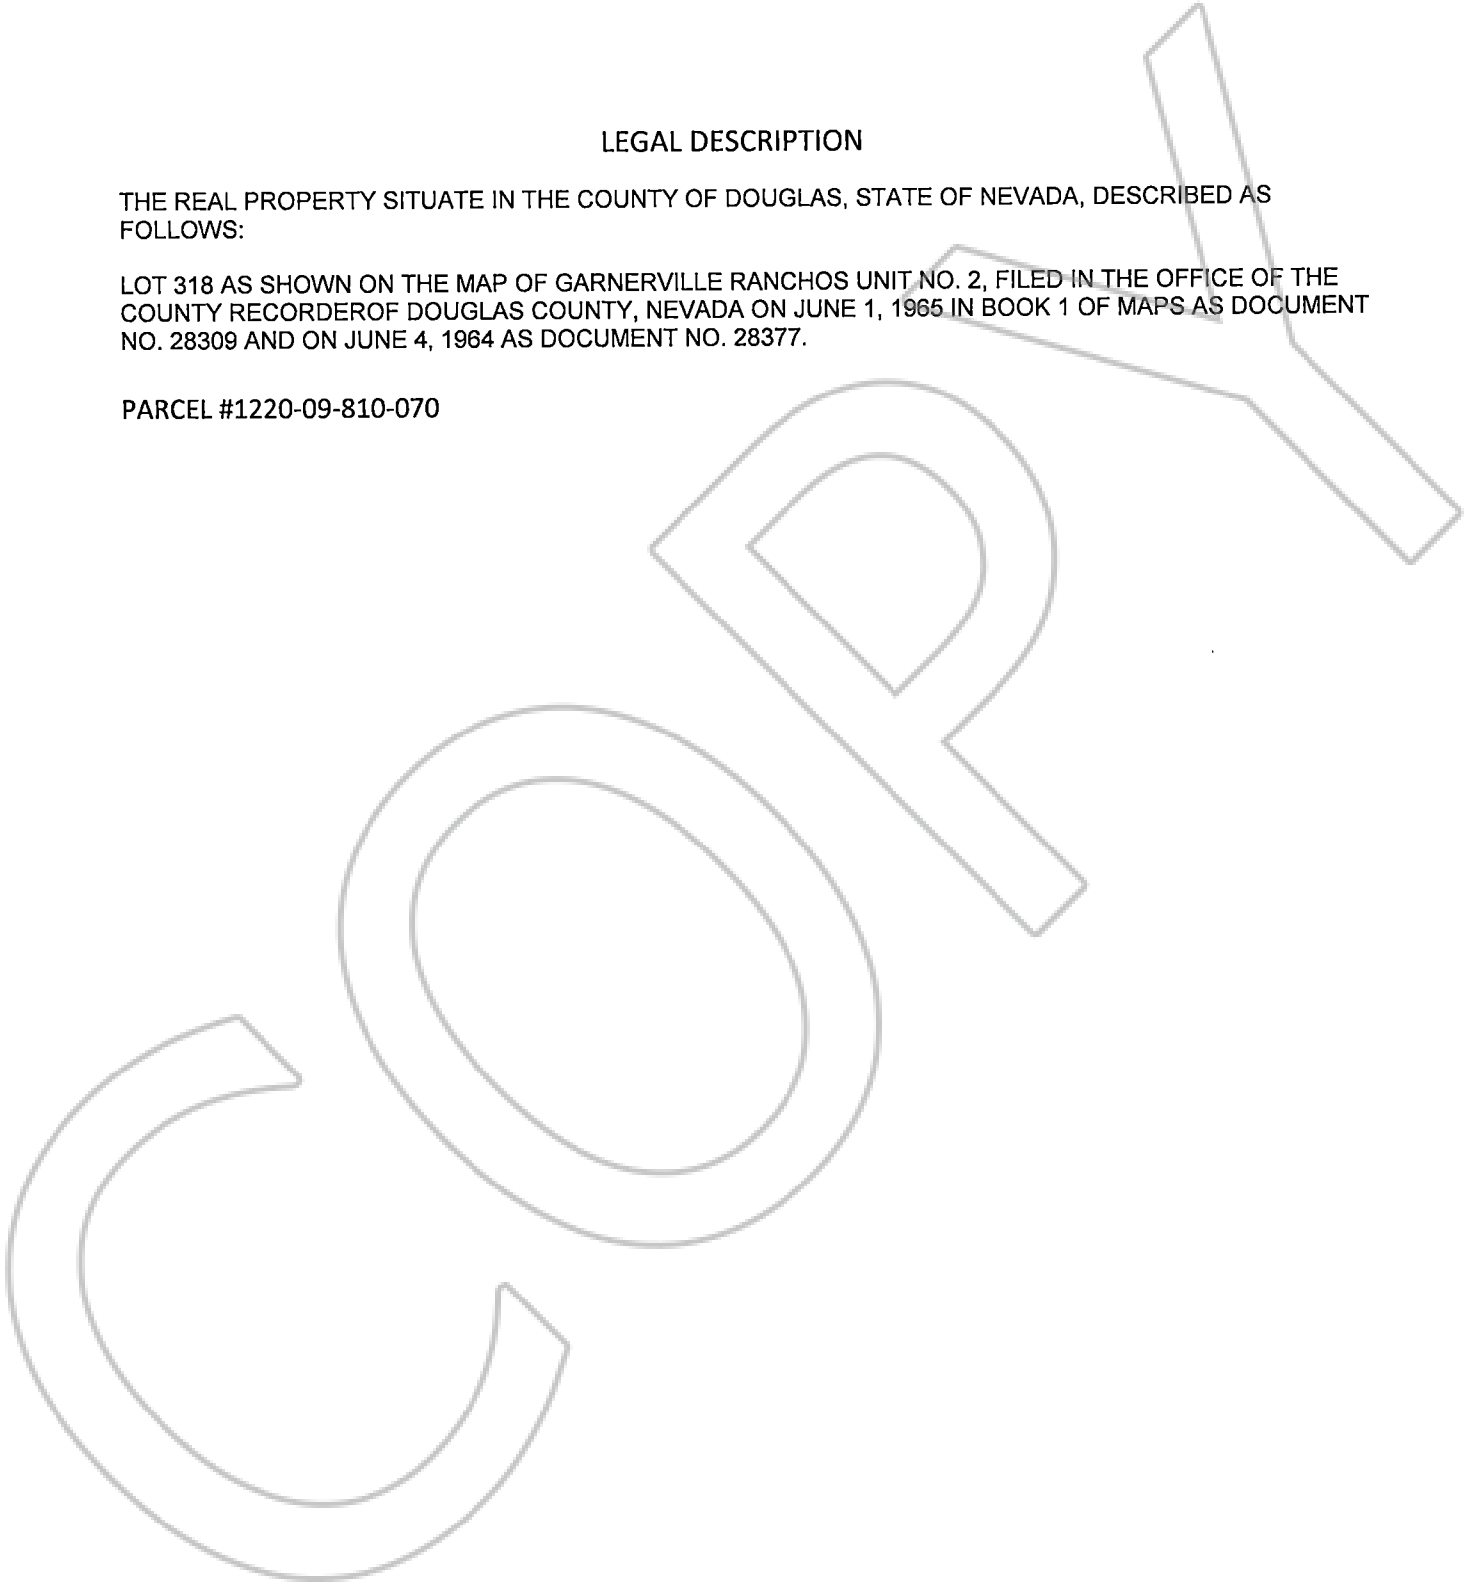 LEGAL DESCRIPTION
THE REAL PROPERTY SITUATE IN THE COUNTY OF DOUGLAS, STATE OF NEVADA, DESCRIBED AS
FOLLOWS:
LOT 318 AS SHOWN ON THE MAP OF GARNERVILLE RANCHOS UNIT NO. 2, FILED IN THE OFFICE OF THE
COUNTY RECORDEROF DOUGLAS COUNTY, NEVADA ON JUNE 1, 1965 IN BOOK 1 OF MAPS AS DOCUMENT
NO. 28309 AND ON JUNE 4, 1964 AS DOCUMENT NO. 28377.
PARCEL #1220-09-810-070
COPY